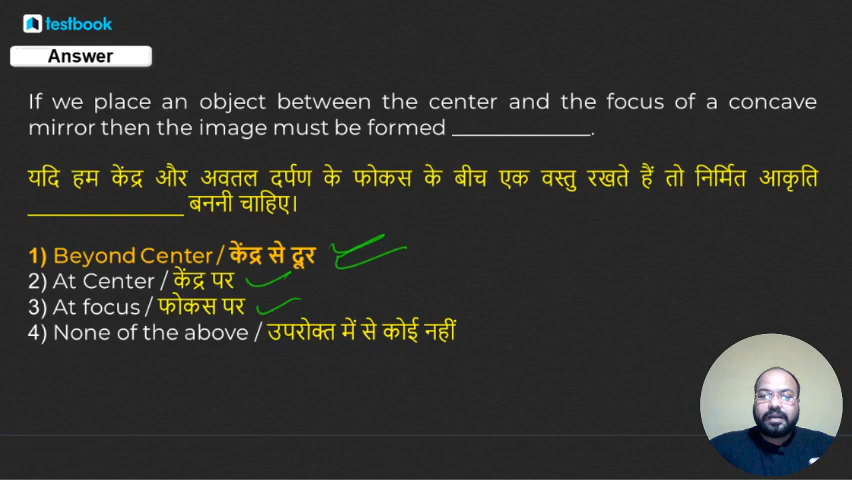 testbook
Answer
If we place an object between the center and the focus of a concave
mirror then the image must be formed _____________.
यदि हम केंद्र और अवतल दर्पण के फोकस के बीच एक वस्तु रखते हैं तो निर्मित आकृति
_______________ बननी चाहिए।
1) Beyond Center / केंद्र से दूर
2) At Center / केंद्र पर
3) At focus / फोकस पर
4) None of the above / उपरोक्त में से कोई नहीं